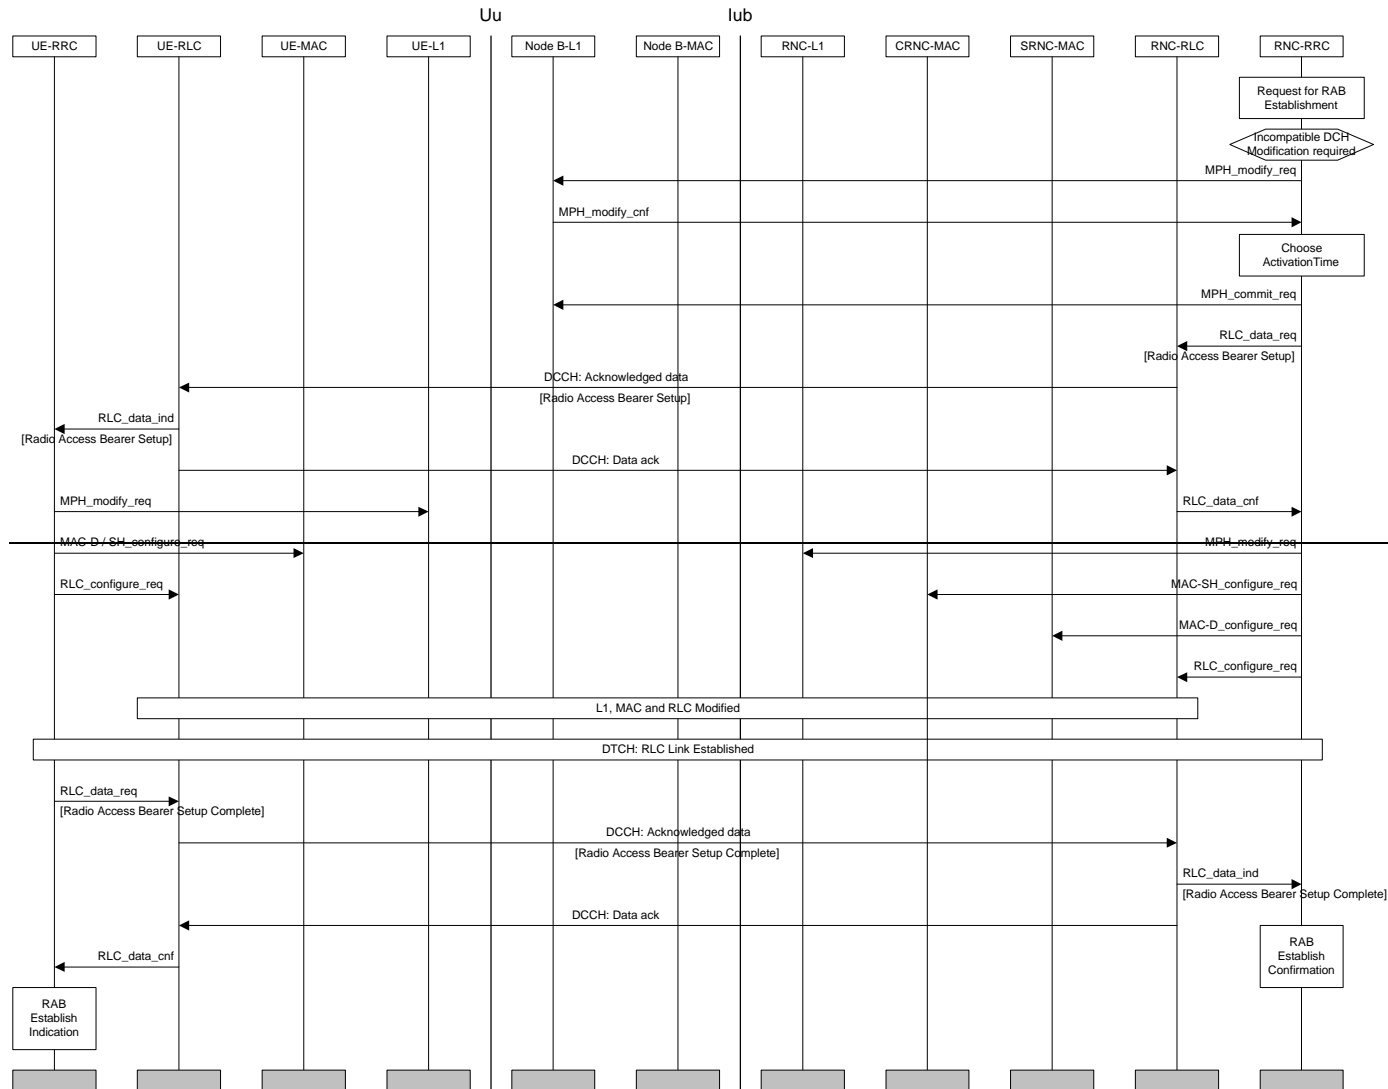 Uu
Iub
UE-RRC
UE-RLC
UE-MAC
UE-L1
Node B-L1
Node B-MAC
RNC-L1
CRNC-MAC
SRNC-MAC
RNC-RLC
RNC-RRC
Request for RAB
Establishment
Incompatible DCH
Modification required
MPH_modify_req
MPH_modify_cnf
Choose
ActivationTime
MPH_commit_req
RLC_data_req
[Radio Access Bearer Setup]
DCCH: Acknowledged data
[Radio Access Bearer Setup]
RLC_data_ind
[Radio Access Bearer Setup]
DCCH: Data ack
MPH_modify_req
RLC_data_cnf
MAC-D / SH_configure_req
MPH_modify_req
RLC_configure_req
MAC-SH_configure_req
MAC-D_configure_req
RLC_configure_req
L1, MAC and RLC Modified
DTCH: RLC Link Established
RLC_data_req
[Radio Access Bearer Setup Complete]
DCCH: Acknowledged data
[Radio Access Bearer Setup Complete]
RLC_data_ind
[Radio Access Bearer Setup Complete]
DCCH: Data ack
RAB
Establish
Confirmation
RLC_data_cnf
RAB
Establish
Indication